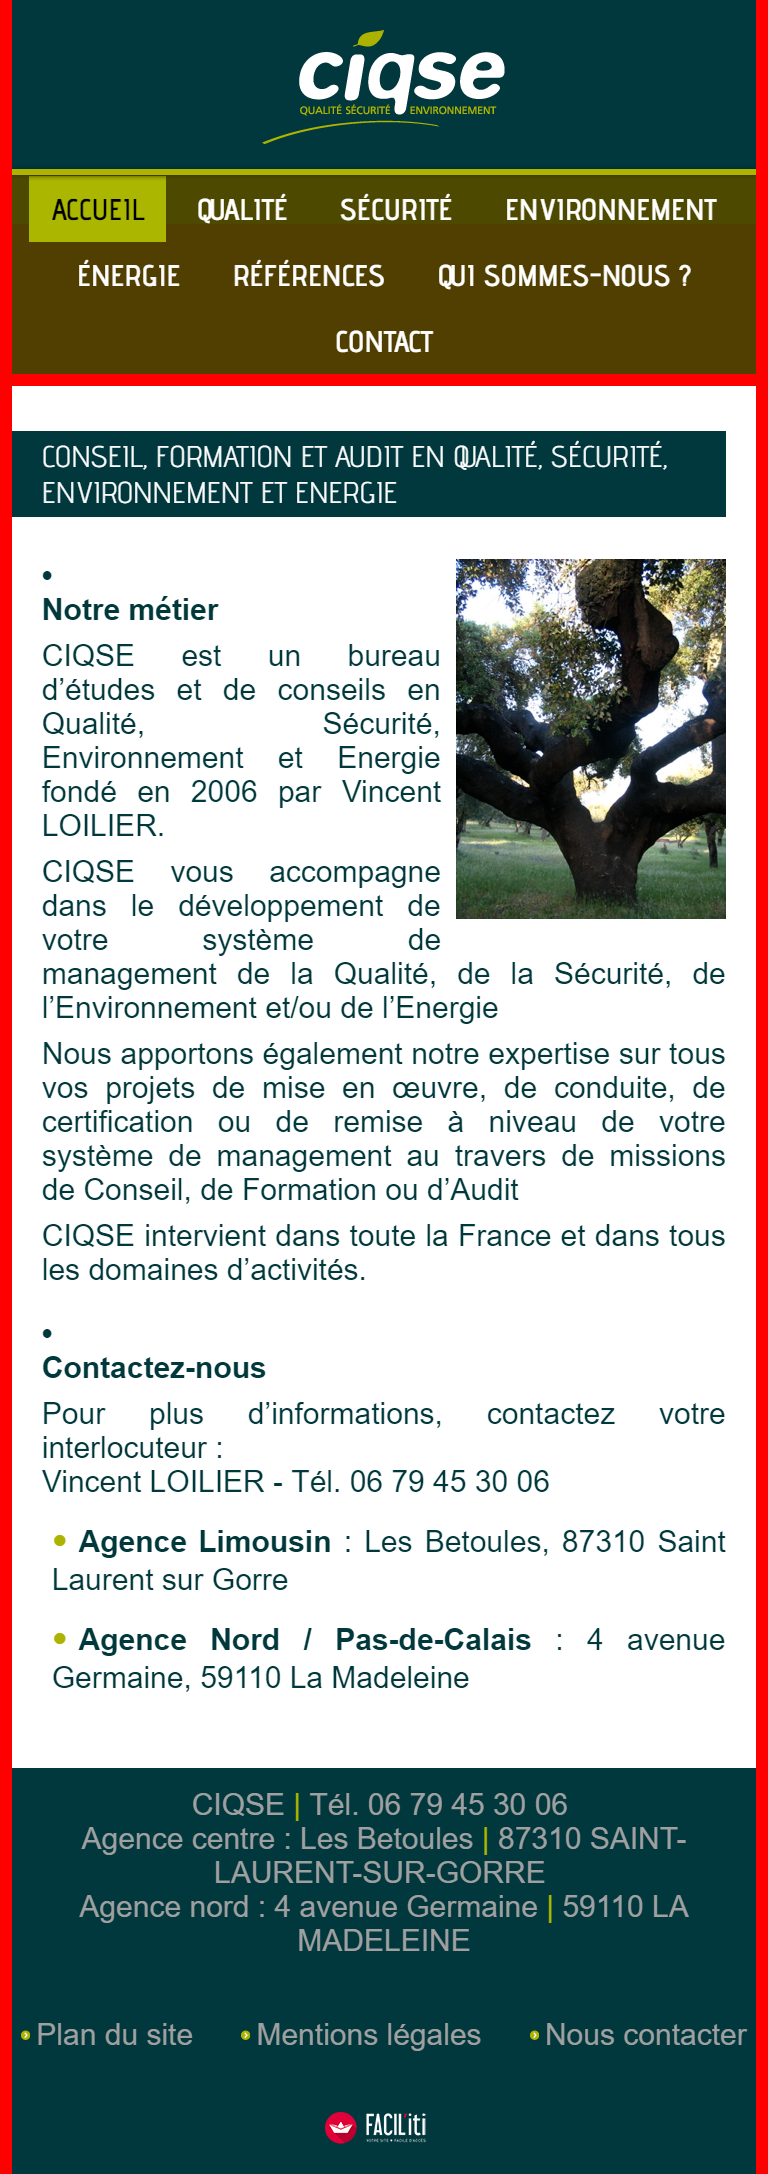 ciqse
QUALITÉ SÉCURITÉ ENVIRONNEMENT
ACCUEIL QUALITÉ SÉCURITÉ ENVIRONNEMENT
ÉNERGIE RÉFÉRENCES QUI SOMMES-NOUS ?
CONTACT
CONSEIL, FORMATION ET AUDIT EN QUALITÉ, SÉCURITÉ,
ENVIRONNEMENT ET ENERGIE
•
Notre métier
CIQSE est un bureau
d’études et de conseils en
Qualité, Sécurité,
Environnement et Energie
fondé en 2006 par Vincent
LOILIER.
CIQSE vous accompagne
dans le développement de
votre système de
management de la Qualité, de la Sécurité, de
l’Environnement et/ou de l’Energie
Nous apportons également notre expertise sur tous
vos projets de mise en œuvre, de conduite, de
certification ou de remise à niveau de votre
système de management au travers de missions
de Conseil, de Formation ou d’Audit
CIQSE intervient dans toute la France et dans tous
les domaines d’activités.
•
Contactez-nous
Pour plus d’informations, contactez votre
interlocuteur :
Vincent LOILIER - Tél. 06 79 45 30 06
• Agence Limousin : Les Betoules, 87310 Saint
Laurent sur Gorre
• Agence Nord / Pas-de-Calais : 4 avenue
Germaine, 59110 La Madeleine
CIQSE | Tél. 06 79 45 30 06
Agence centre : Les Betoules | 87310 SAINT-
LAURENT-SUR-GORRE
Agence nord : 4 avenue Germaine | 59110 LA
MADELEINE
Plan du site Mentions légales Nous contacter
FACIL'iti